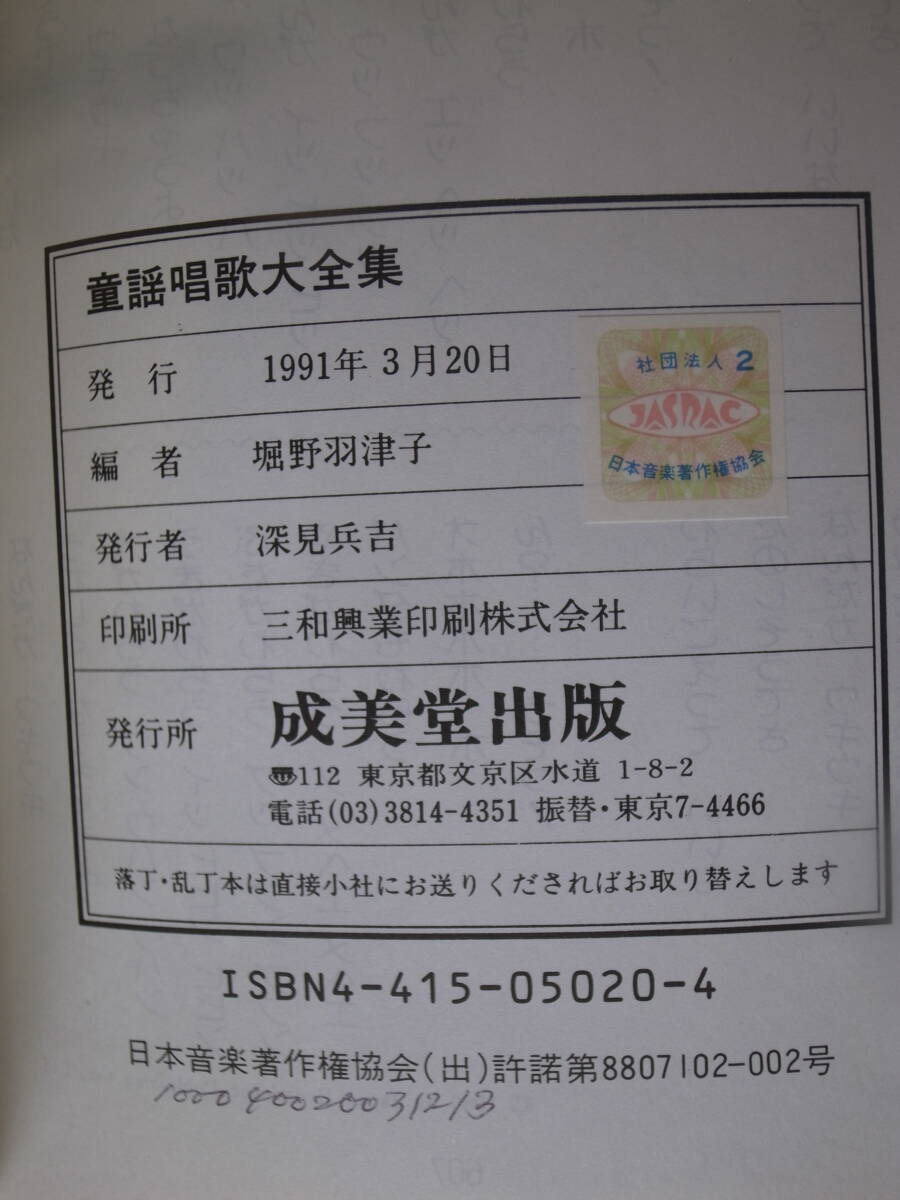 童謡唱歌大全集
発行 1991年3月20日
社団法人 2
JASRAC
日本音楽著作権協会
編者 堀野羽津子
発行者 深見兵吉
印刷所 三和興業印刷株式会社
発行所 成美堂出版
〠112 東京都文京区水道 1-8-2
電話(03)3814-4351 振替・東京7-4466
落丁・乱丁本は直接小社にお送りくださればお取り替えします
ISBN4-415-05020-4
日本音楽著作権協会(出)許諾第8807102-002号
100040020031213